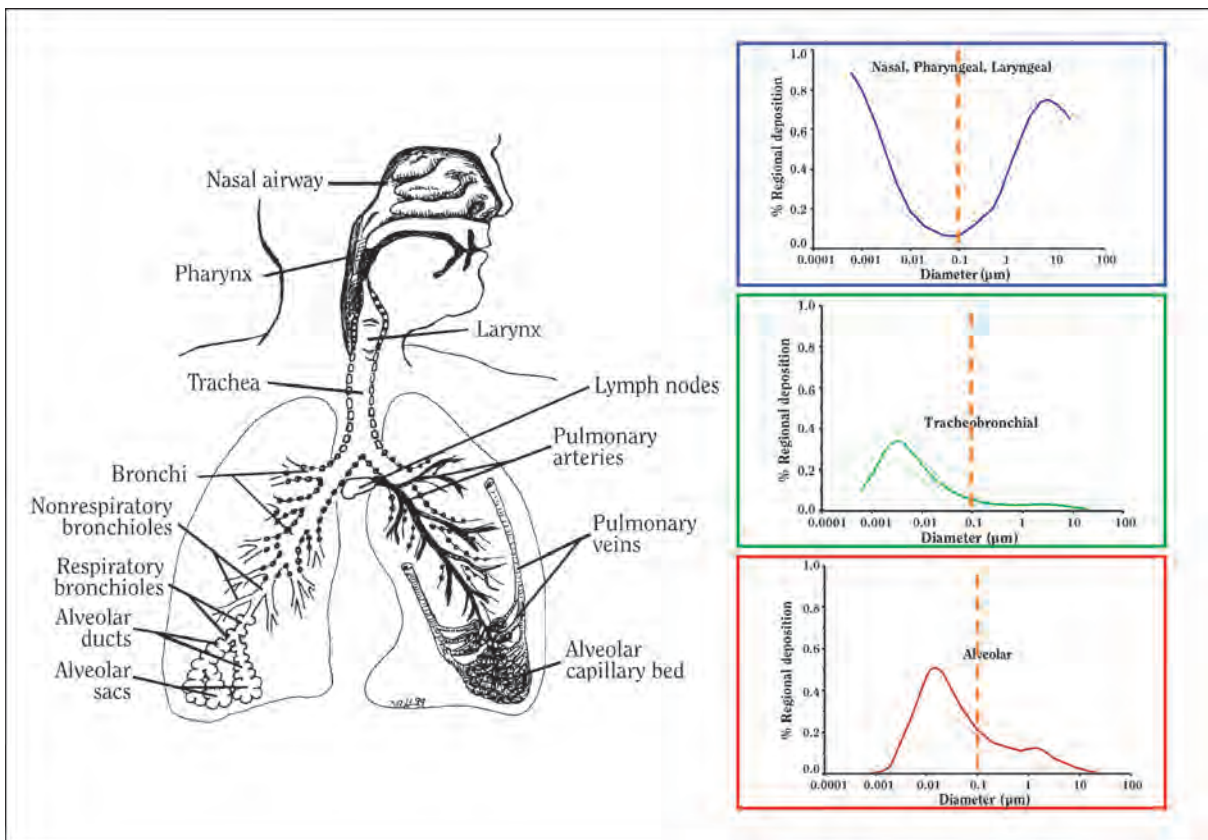 Nasal airway
Pharynx
Larynx
Trachea
Lymph nodes
Bronchi
Pulmonary
arteries
Nonrespiratory
bronchioles
Pulmonary
veins
Respiratory
bronchioles
Alveolar
ducts
Alveolar
sacs
Alveolar
capillary bed
Nasal, Pharyngeal, Laryngeal
% Regional deposition
1.0
0.8
0.6
0.4
0.2
0.0
0.0001 0.001 0.01 0.1 1 10 100
Diameter (µm)
Tracheobronchial
% Regional deposition
1.0
0.8
0.6
0.4
0.2
0.0
0.0001 0.001 0.01 0.1 1 10 100
Diameter (µm)
Alveolar
% Regional deposition
1.0
0.8
0.6
0.4
0.2
0.0
0.0001 0.001 0.01 0.1 1 10 100
Diameter (µm)